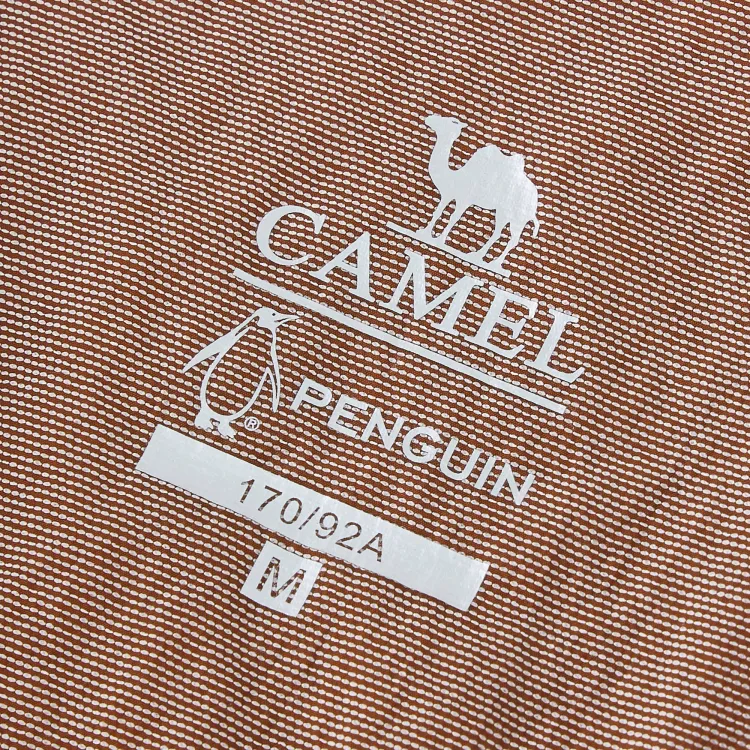 CAMEL
PENGUIN
®
170/92A
M